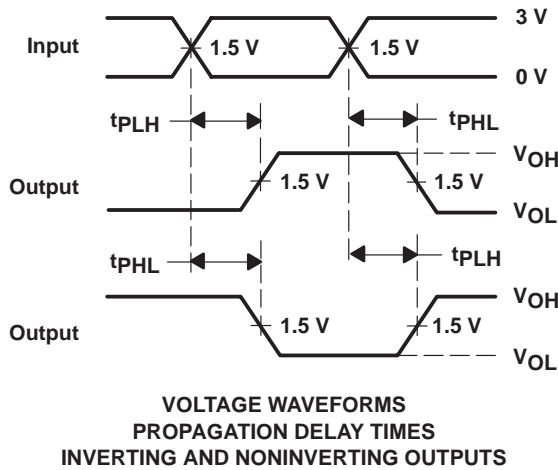 3 V
Input
1.5 V
1.5 V
0 V
tPLH
tPHL
VOH
Output
1.5 V
1.5 V
VOL
tPHL
tPLH
VOH
Output
1.5 V
1.5 V
VOL
VOLTAGE WAVEFORMS
PROPAGATION DELAY TIMES
INVERTING AND NONINVERTING OUTPUTS